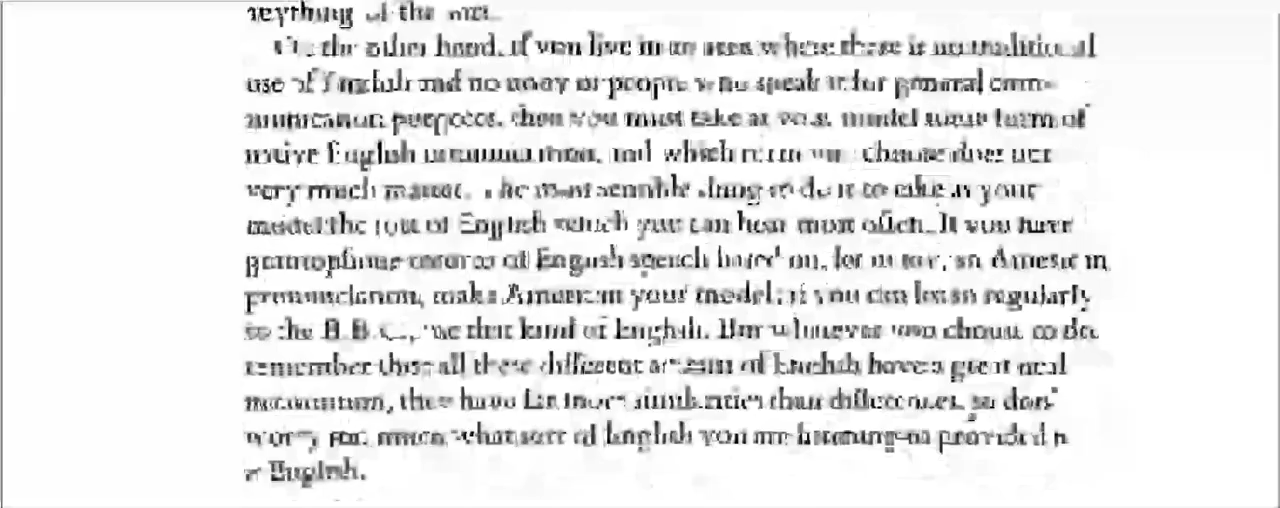 the
the other hand, if you live in an area where there is no traditional
use of English and no body of people who speak it for general com-
munication purposes, then you must take as your model some form of
native English pronunciation, and which form you choose does not
very much matter. The most sensible thing to do is to take as your
model the sort of English which you can hear most often. If you have
gramophone records of English speech based on, let us say, an American
pronunciation, make American your model; if you can listen regularly
to the B.B.C., use that kind of English. But whatever you choose to do,
remember this: all these different accents of English have a great deal
in common, they have far more similarities than differences, so don't
worry too much what sort of English you are listening to provided it is
English.